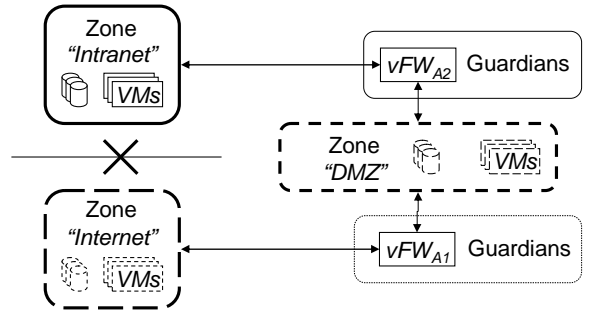 Zone
“Intranet”
VMs
vFWA2
Guardians
Zone
“DMZ”
VMs
Zone
“Internet”
VMs
vFWA1
Guardians